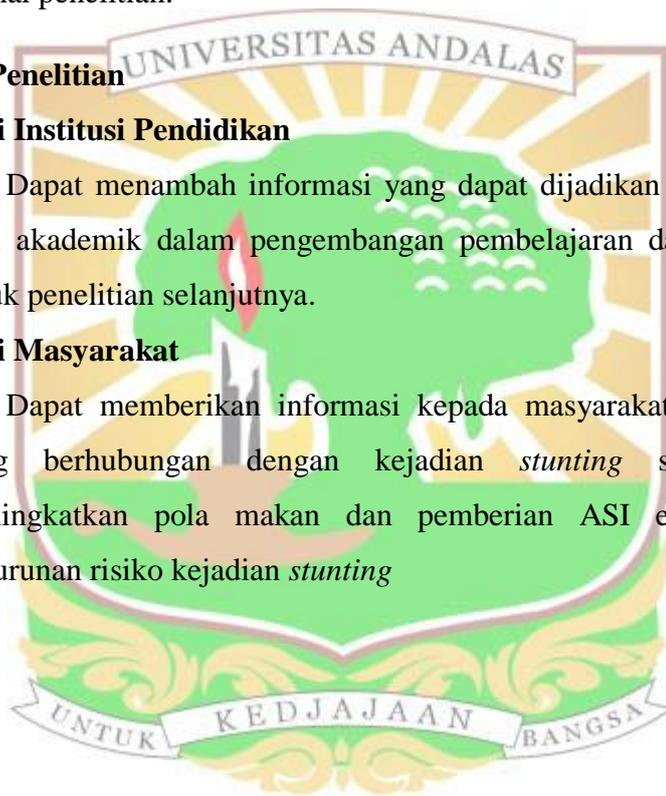 penelitian.
UNIVERSITAS ANDALAS
Penelitian
i Institusi Pendidikan
Dapat menambah informasi yang dapat dijadikan
akademik dalam pengembangan pembelajaran da
uk penelitian selanjutnya.
i Masyarakat
Dapat memberikan informasi kepada masyarakat
g berhubungan dengan kejadian stunting s
ingkatkan pola makan dan pemberian ASI e
urunan risiko kejadian stunting
UNTUK KEDJAJAAN BANGSA